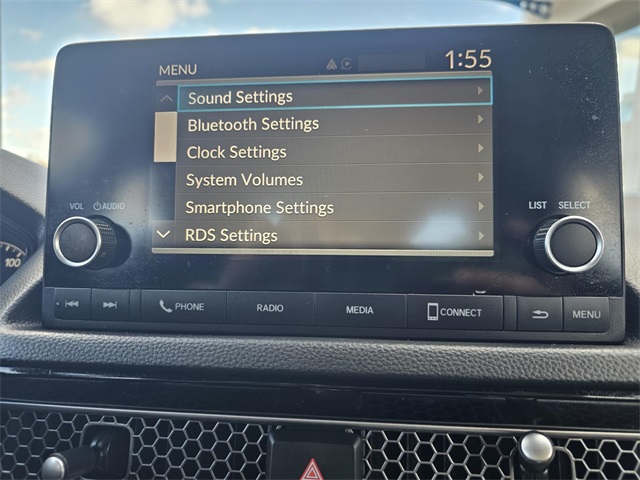 MENU 1:55
Sound Settings
Bluetooth Settings
Clock Settings
System Volumes
Smartphone Settings
RDS Settings
VOL AUDIO
LIST SELECT
100
PHONE RADIO MEDIA CONNECT MENU